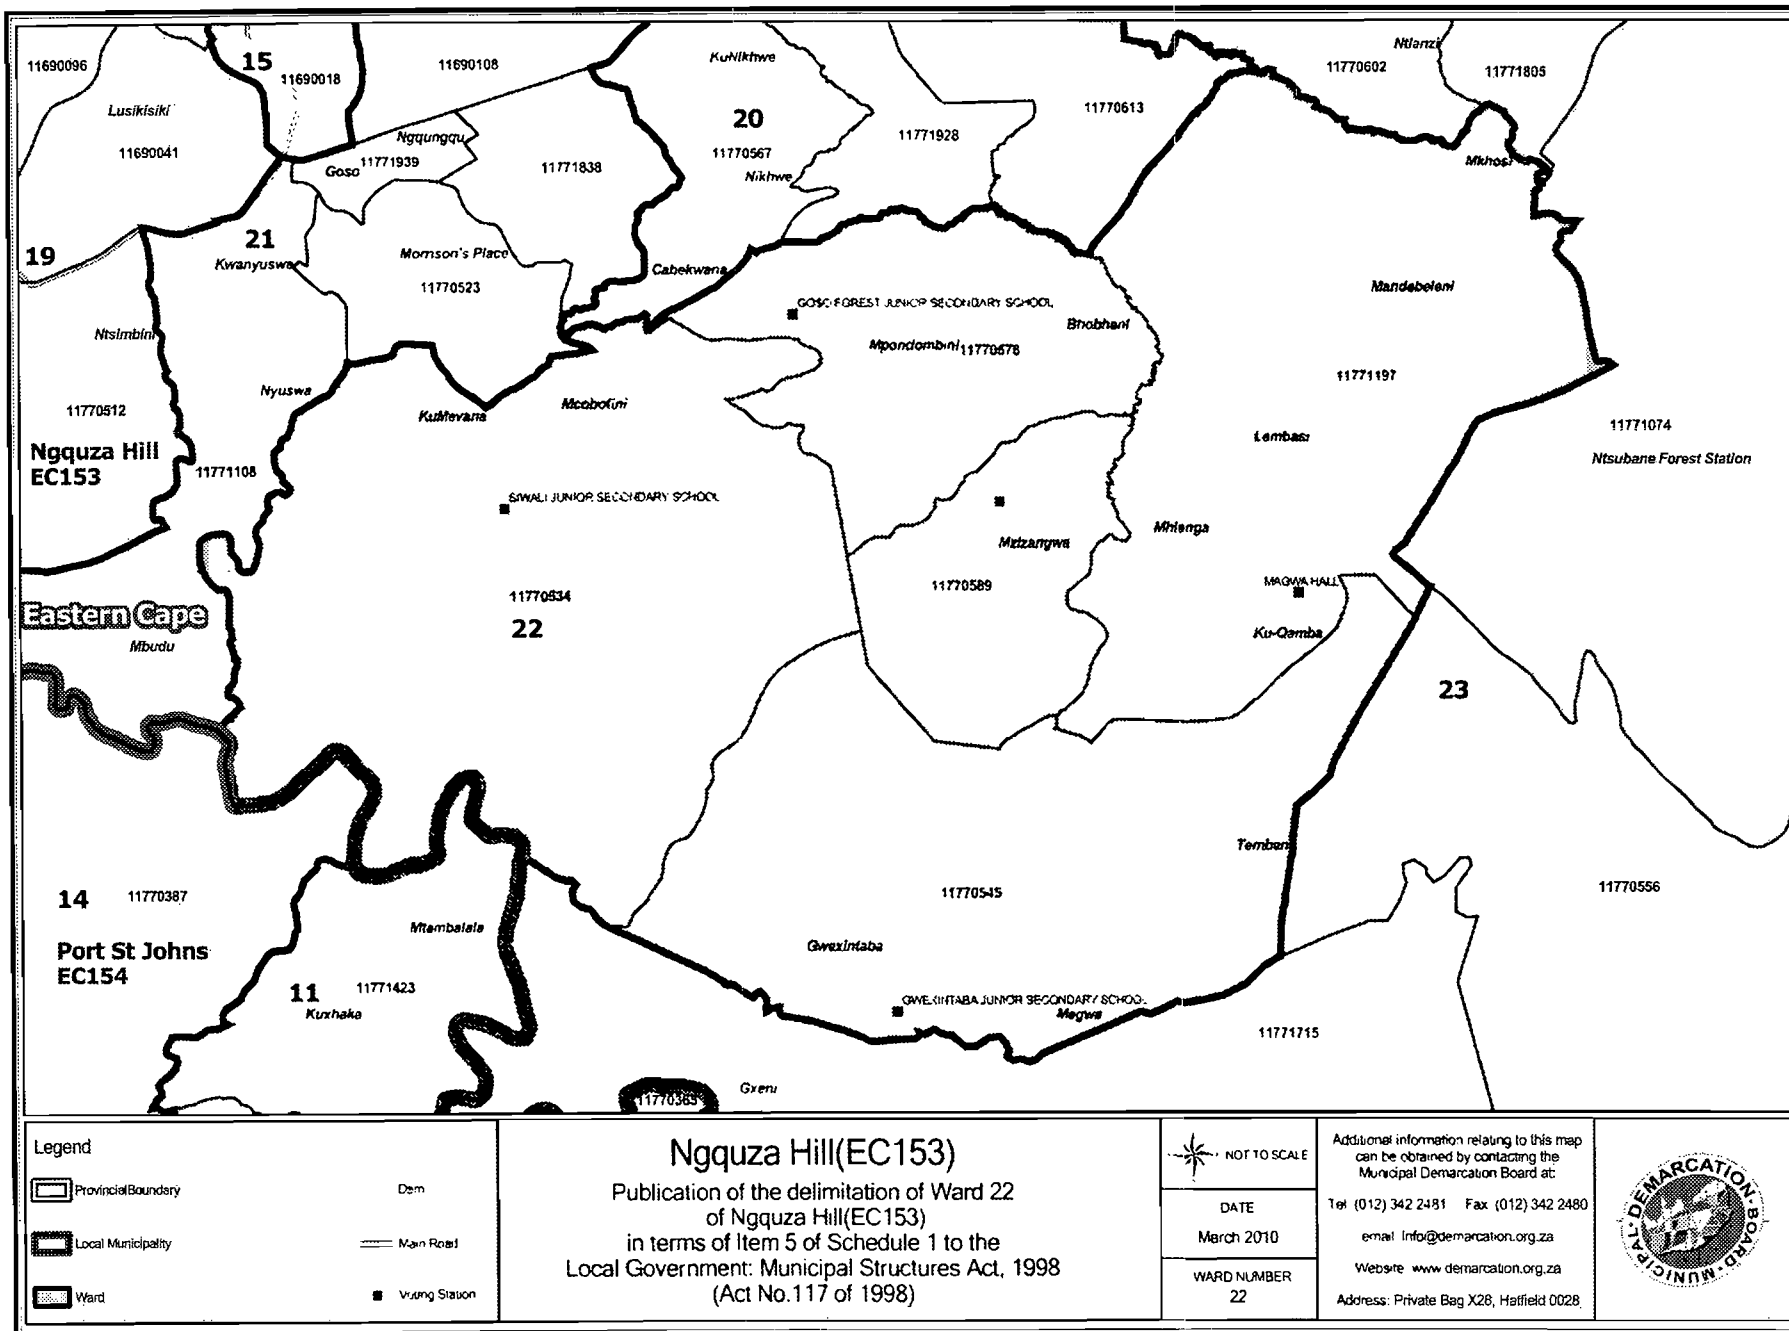 11690096
15
11690018
11690108
KuNikhwe
Ntlanzi
11770602
11771805
Lusikisiki
11690041
Ngqungqu
Goso
11771939
11771838
20
11770567
Nikhwe
11771928
11770613
Mkhosi
19
21
Kwanyuswa
Morrison's Place
11770523
Cabekwana
Mandebeleni
GOSO FOREST JUNIOR SECONDARY SCHOOL
Bhobhani
Mpondombini
11770578
Ntsimbini
Nyuswa
11770512
KuMevana
Mcobotini
11771197
11771074
Ntsubane Forest Station
Lembasi
Ngquza Hill
EC153
11771108
SIWALI JUNIOR SECONDARY SCHOOL
Mzizangwa
Mhlanga
11770589
MAGWA HALL
Ku-Qamba
11770534
22
Eastern Cape
Mbudu
23
Temban
11770556
14
11770387
Port St Johns
EC154
Mtambalala
11770545
Gwexintaba
11
11771423
Kuxhaka
GWEXINTABA JUNIOR SECONDARY SCHOOL
Magwa
11771715
Gxeni
11770363
Legend
Provincial Boundary
Local Municipality
Ward
Dam
Main Road
Voting Station
Ngquza Hill(EC153)
Publication of the delimitation of Ward 22
of Ngquza Hill(EC153)
in terms of Item 5 of Schedule 1 to the
Local Government: Municipal Structures Act, 1998
(Act No.117 of 1998)
NOT TO SCALE
DATE
March 2010
WARD NUMBER
22
Additional information relating to this map
can be obtained by contacting the
Municipal Demarcation Board at:
Tel (012) 342 2481 Fax (012) 342 2480
email info@demarcation.org.za
Website www demarcation.org.za
Address: Private Bag X28, Hatfield 0028
MUNICIPAL · DEMARCATION · BOARD